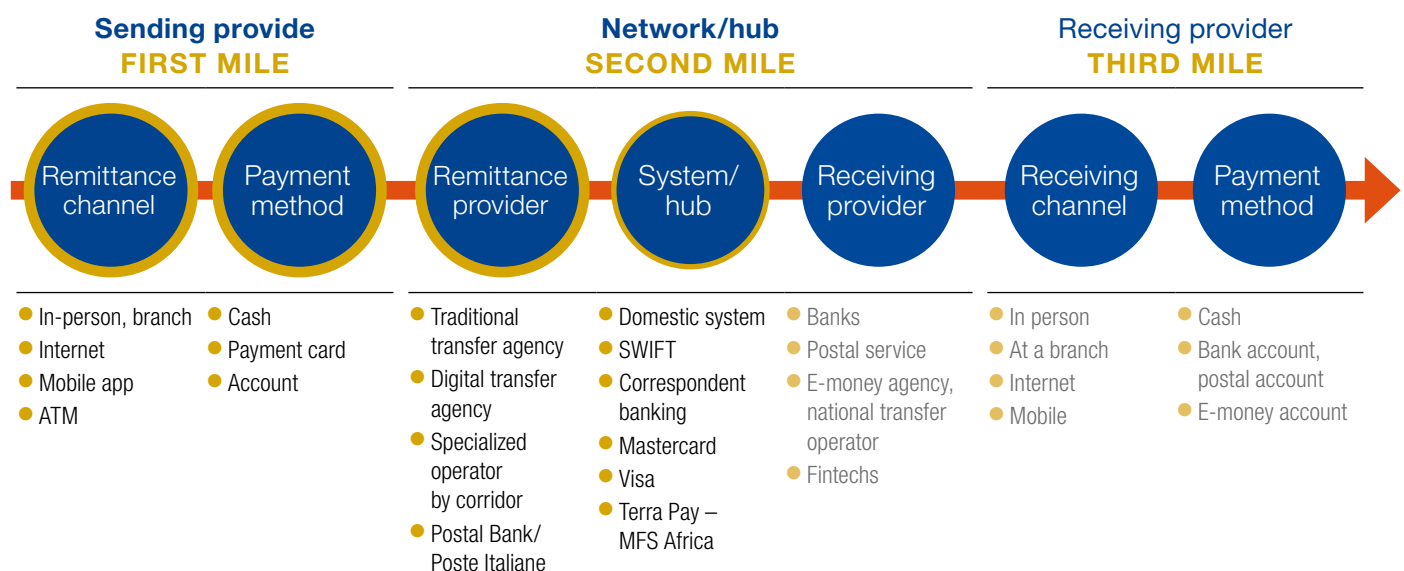 Sending provide
FIRST MILE
Network/hub
SECOND MILE
Receiving provider
THIRD MILE
Remittance
channel
Payment
method
Remittance
provider
System/
hub
Receiving
provider
Receiving
channel
Payment
method
In-person, branch
Internet
Mobile app
ATM
Cash
Payment card
Account
Traditional
transfer agency
Digital transfer
agency
Specialized
operator
by corridor
Postal Bank/
Poste Italiane
Domestic system
SWIFT
Correspondent
banking
Mastercard
Visa
Terra Pay –
MFS Africa
Banks
Postal service
E-money agency,
national transfer
operator
Fintechs
In person
At a branch
Internet
Mobile
Cash
Bank account,
postal account
E-money account